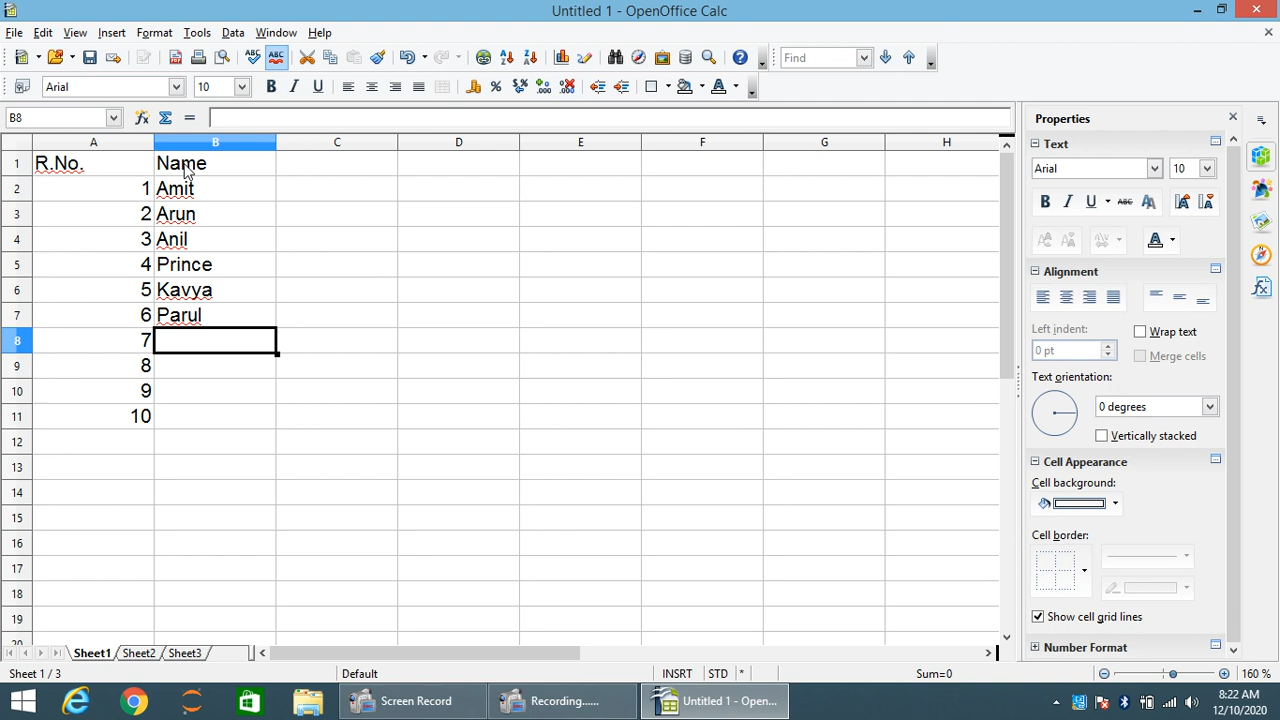 Untitled 1 - OpenOffice Calc
File Edit View Insert Format Tools Data Window Help
ABC ABC Find
Arial 10 B I U
B8
A B C D E F G H
1 R.No. Name
2 1 Amit
3 2 Arun
4 3 Anil
5 4 Prince
6 5 Kavya
7 6 Parul
8 7
9 8
10 9
11 10
12
13
14
15
16
17
18
19
20
Sheet1 Sheet2 Sheet3
Sheet 1 / 3 Default INSRT STD * Sum=0 160 %
Properties
Text
Arial 10
B I U ABC
Alignment
Left indent:
0 pt
Wrap text
Merge cells
Text orientation:
0 degrees
Vertically stacked
Cell Appearance
Cell background:
Cell border:
Show cell grid lines
Number Format
Screen Record Recording...... Untitled 1 - Open...
8:22 AM
12/10/2020